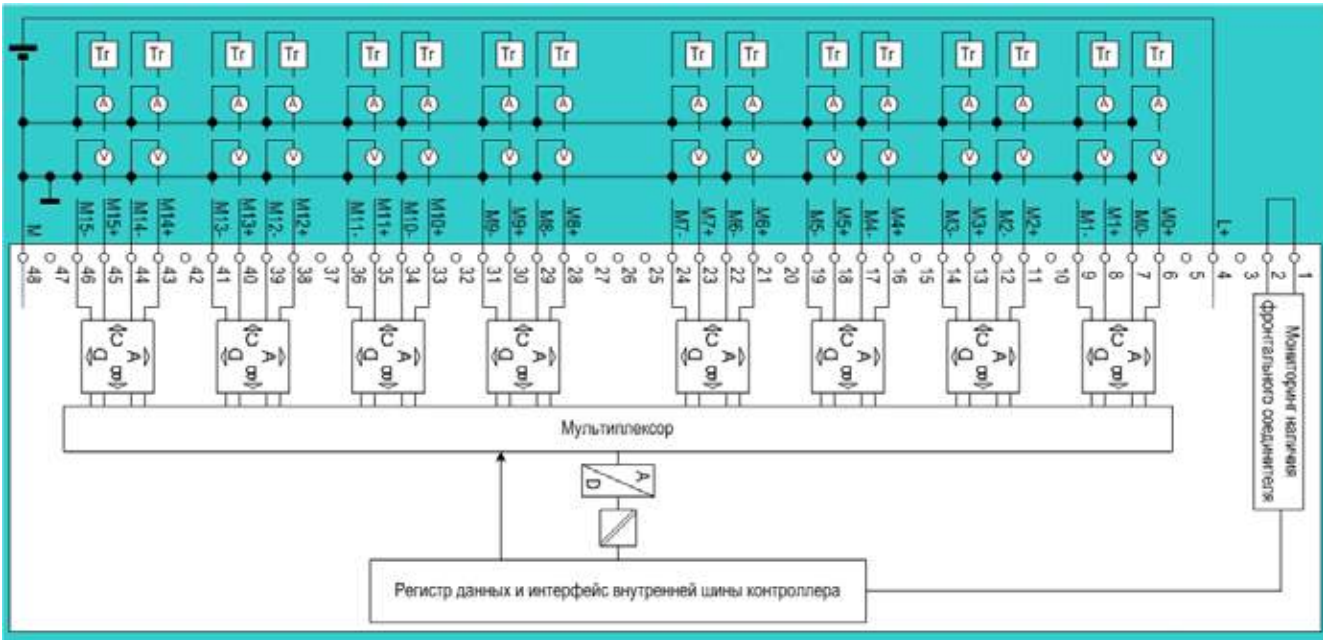 Tr Tr Tr Tr Tr Tr Tr Tr Tr Tr Tr Tr Tr Tr Tr Tr
A A A A A A A A A A A A A A A A
V V V V V V V V V V V V V V V V
M M15- M15+ M14- M14+ M13- M13+ M12- M12+ M11- M11+ M10- M10+ M9- M9+ M8- M8+ M7- M7+ M6- M6+ M5- M5+ M4- M4+ M3- M3+ M2- M2+ M1- M1+ M0- M0+ L+
48 47 46 45 44 43 42 41 40 39 38 37 36 35 34 33 32 31 30 29 28 27 26 25 24 23 22 21 20 19 18 17 16 15 14 13 12 11 10 9 8 7 6 5 4 3 2 1
C A D B C A D B C A D B C A D B C A D B C A D B C A D B C A D B
Мониторинг наличия
фронтального соединителя
Мультиплексор
A
D
Регистр данных и интерфейс внутренней шины контроллера